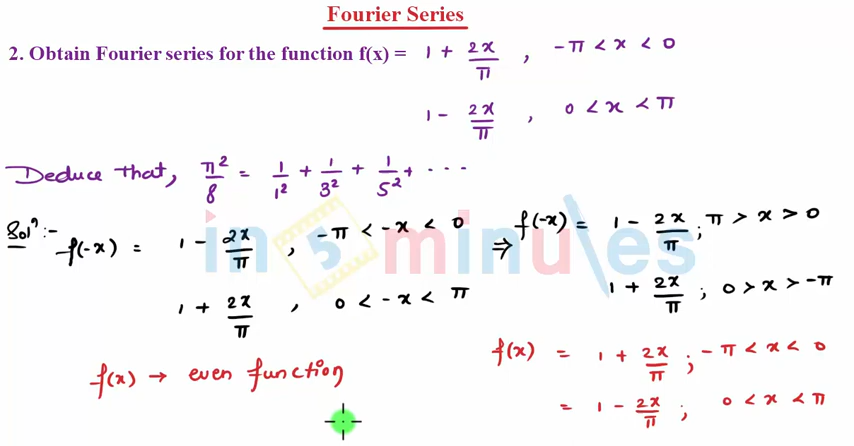 Fourier Series
2. Obtain Fourier series for the function f(x) = 1 + 2x/π , -π < x < 0
1 - 2x/π , 0 < x < π
Deduce that, π²/8 = 1/1² + 1/3² + 1/5² + ...
Solⁿ :- f(-x) = 1 - 2x/π , -π < -x < 0
1 + 2x/π , 0 < -x < π
⇒ f(-x) = 1 - 2x/π ; π > x > 0
1 + 2x/π ; 0 > x > -π
f(x) = 1 + 2x/π ; -π < x < 0
= 1 - 2x/π ; 0 < x < π
f(x) → even function
in 5 minutes